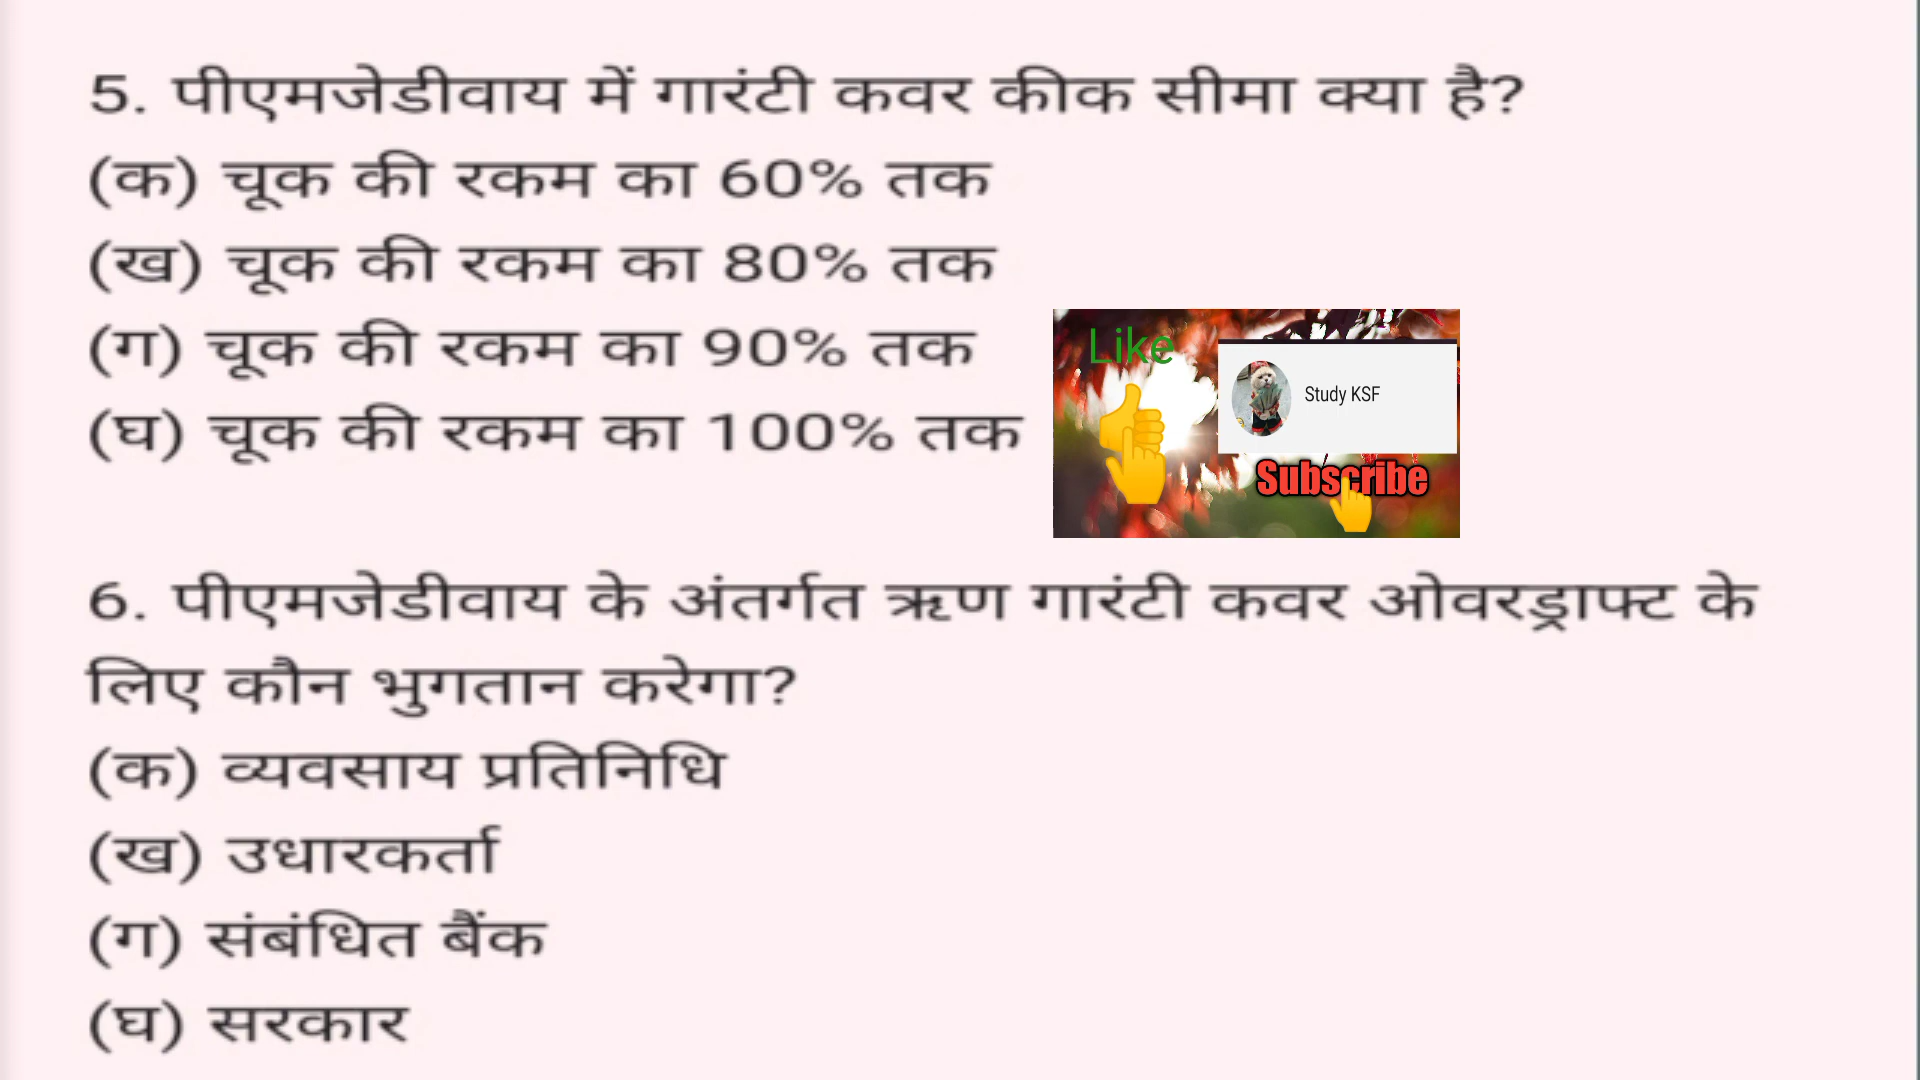 5. पीएमजेडीवाय में गारंटी कवर कीक सीमा क्या है?
(क) चूक की रकम का 60% तक
(ख) चूक की रकम का 80% तक
(ग) चूक की रकम का 90% तक
(घ) चूक की रकम का 100% तक
Like
Study KSF
Subscribe
6. पीएमजेडीवाय के अंतर्गत ऋण गारंटी कवर ओवरड्राफ्ट के
लिए कौन भुगतान करेगा?
(क) व्यवसाय प्रतिनिधि
(ख) उधारकर्ता
(ग) संबंधित बैंक
(घ) सरकार